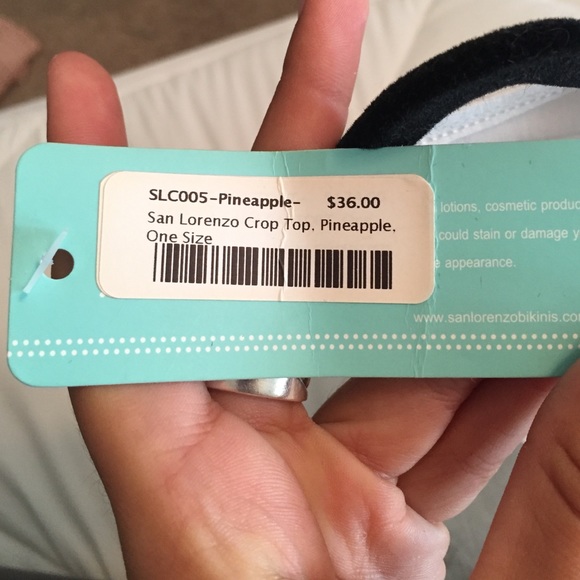 SLC005-Pineapple- $36.00
San Lorenzo Crop Top, Pineapple,
One Size
lotions, cosmetic produc
could stain or damage y
e appearance.
www.sanlorenzobikinis.co